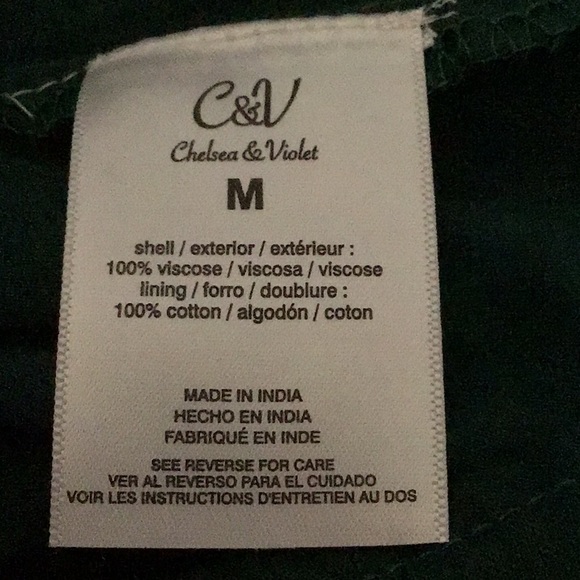 C&V
Chelsea & Violet
M
shell / exterior / extérieur :
100% viscose / viscosa / viscose
lining / forro / doublure :
100% cotton / algodón / coton
MADE IN INDIA
HECHO EN INDIA
FABRIQUÉ EN INDE
SEE REVERSE FOR CARE
VER AL REVERSO PARA EL CUIDADO
VOIR LES INSTRUCTIONS D'ENTRETIEN AU DOS